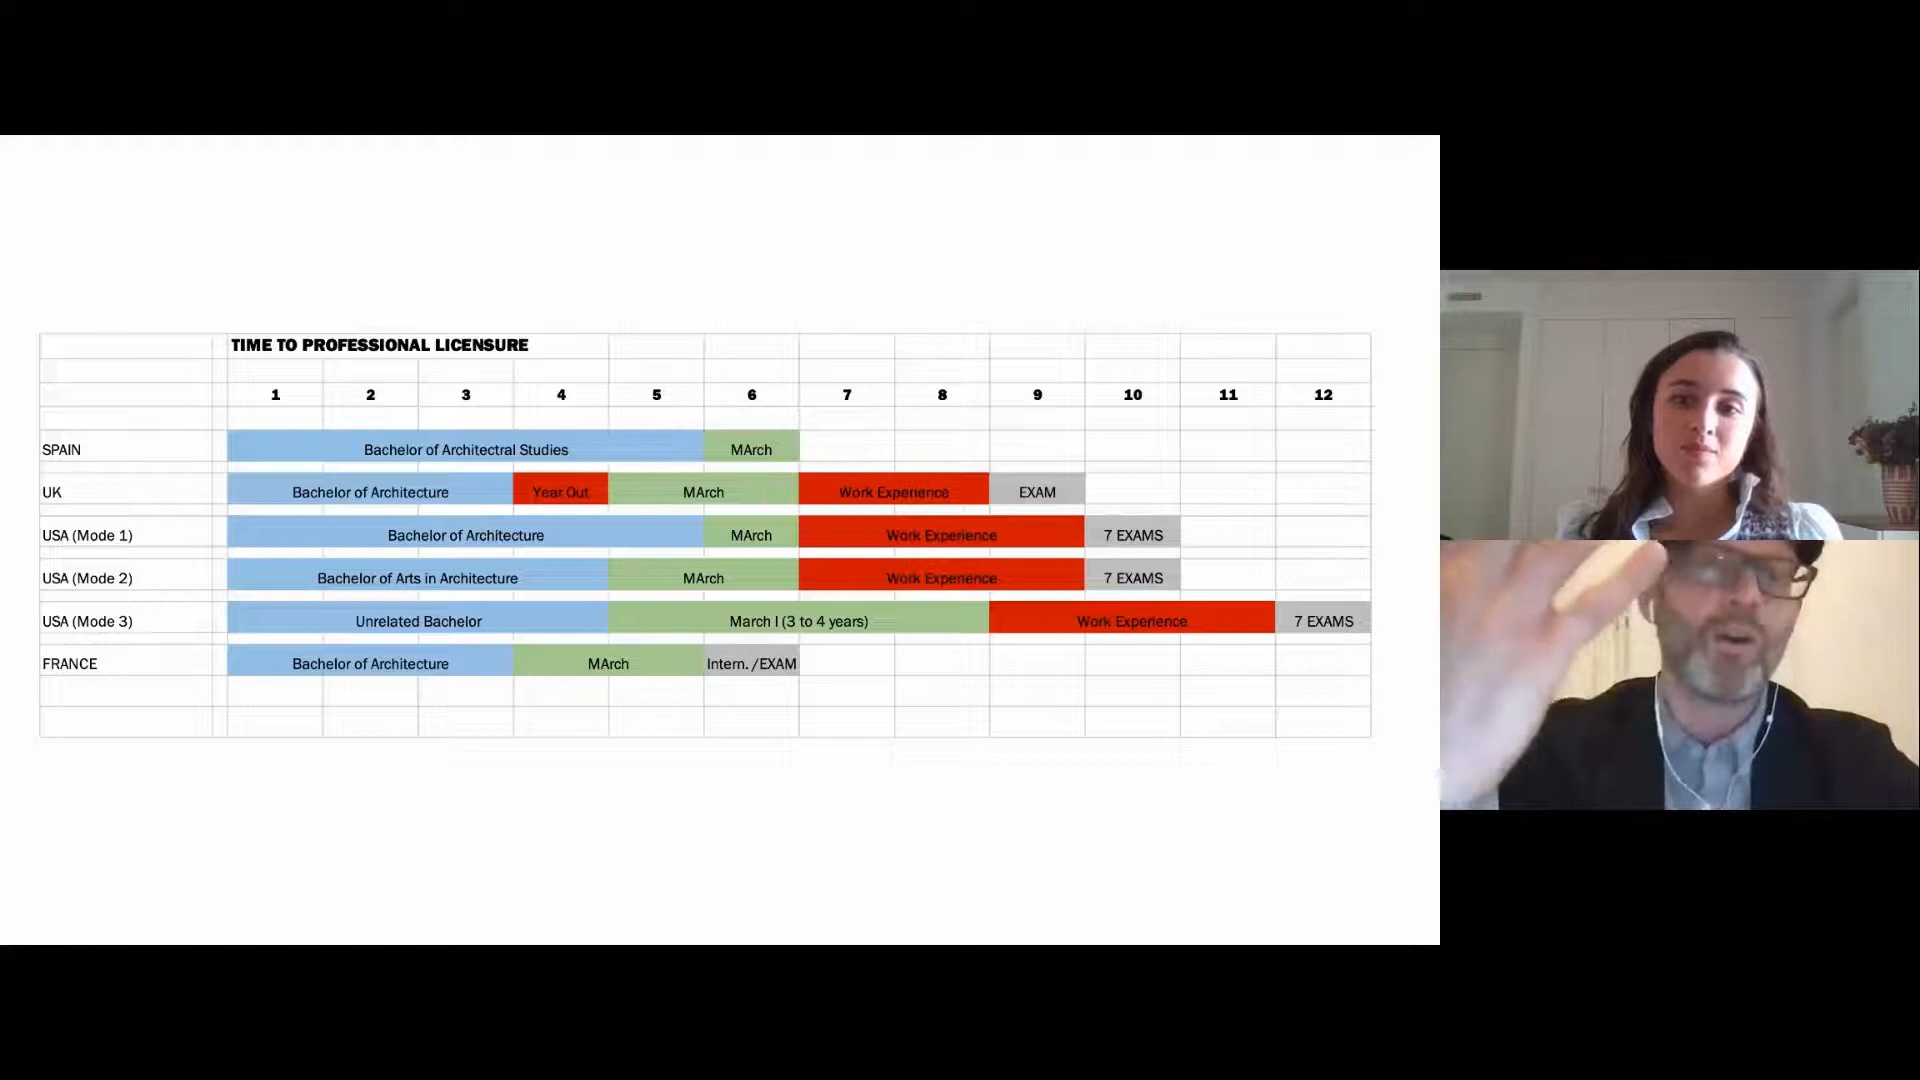 TIME TO PROFESSIONAL LICENSURE
1 2 3 4 5 6 7 8 9 10 11 12
SPAIN Bachelor of Architectral Studies MArch
UK Bachelor of Architecture Year Out MArch Work Experience EXAM
USA (Mode 1) Bachelor of Architecture MArch Work Experience 7 EXAMS
USA (Mode 2) Bachelor of Arts in Architecture MArch Work Experience 7 EXAMS
USA (Mode 3) Unrelated Bachelor March I (3 to 4 years) Work Experience 7 EXAMS
FRANCE Bachelor of Architecture MArch Intern. /EXAM